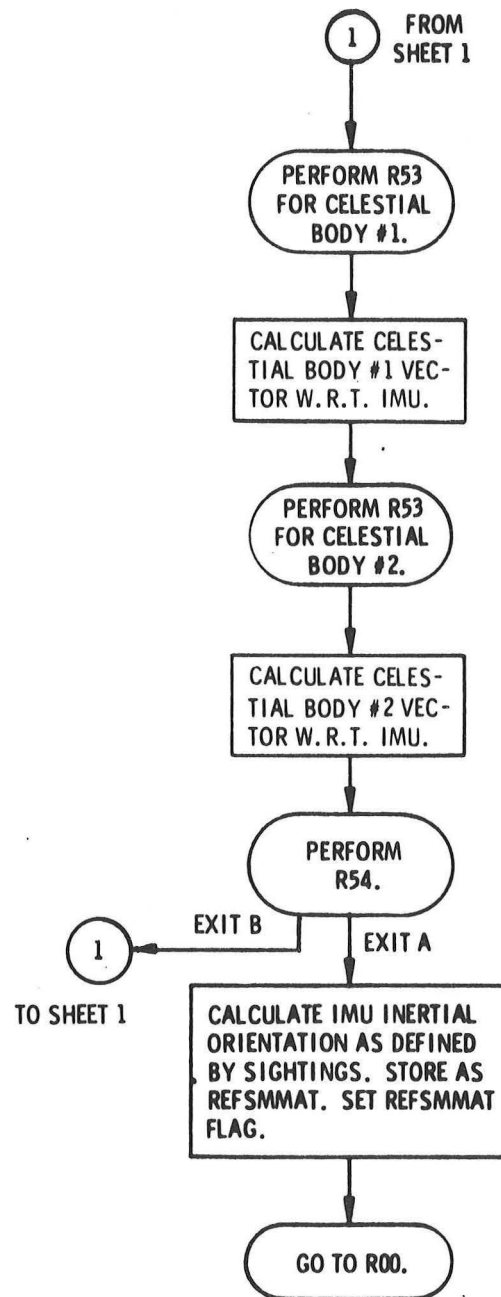 1
FROM
SHEET 1
PERFORM R53
FOR CELESTIAL
BODY #1.
CALCULATE CELES-
TIAL BODY #1 VEC-
TOR W.R.T. IMU.
PERFORM R53
FOR CELESTIAL
BODY #2.
CALCULATE CELES-
TIAL BODY #2 VEC-
TOR W.R.T. IMU.
PERFORM
R54.
EXIT B
EXIT A
1
TO SHEET 1
CALCULATE IMU INERTIAL
ORIENTATION AS DEFINED
BY SIGHTINGS. STORE AS
REFSMMAT. SET REFSMMAT
FLAG.
GO TO R00.